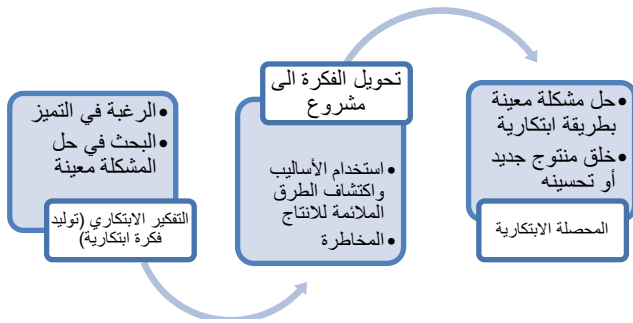 •الرغبة في التميز
•البحث في حل
المشكلة معينة
التفكير الابتكاري (توليد
فكرة ابتكارية)
تحويل الفكرة الى
مشروع
•استخدام الأساليب
واكتشاف الطرق
الملائمة للانتاج
•المخاطرة
•حل مشكلة معينة
بطريقة ابتكارية
•خلق منتوج جديد
أو تحسينه
المحصلة الابتكارية